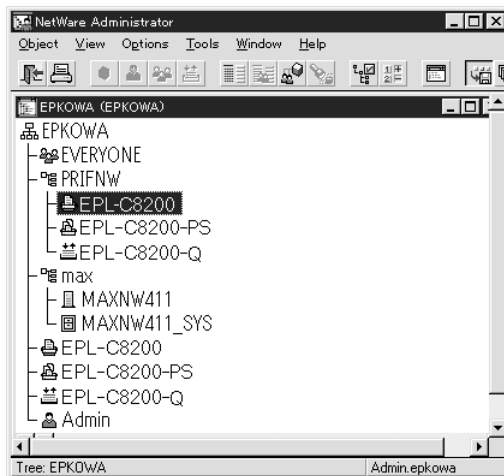 NetWare Administrator
Object View Options Tools Window Help
EPKOWA (EPKOWA)
EPKOWA
EVERYONE
PRIFNW
EPL-C8200
EPL-C8200-PS
EPL-C8200-Q
max
MAXNW411
MAXNW411_SYS
EPL-C8200
EPL-C8200-PS
EPL-C8200-Q
Admin
Tree: EPKOWA Admin.epkowa